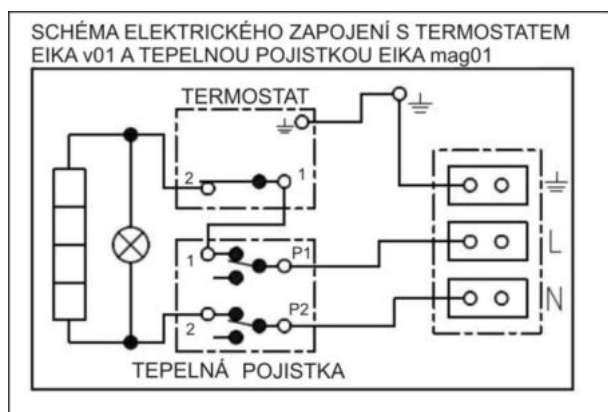 SCHÉMA ELEKTRICKÉHO ZAPOJENÍ S TERMOSTATEM
EIKA v01 A TEPELNOU POJISTKOU EIKA mag01
TERMOSTAT
2
1
L
1
P1
N
2
P2
TEPELNÁ POJISTKA